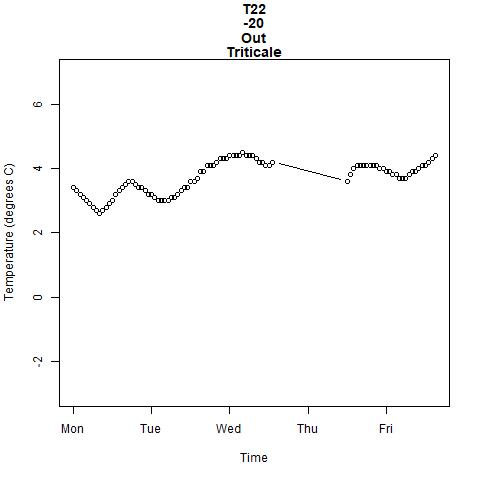 T22
-20
Out
Triticale
Temperature (degrees C)
6
4
2
0
-2
Mon Tue Wed Thu Fri
Time